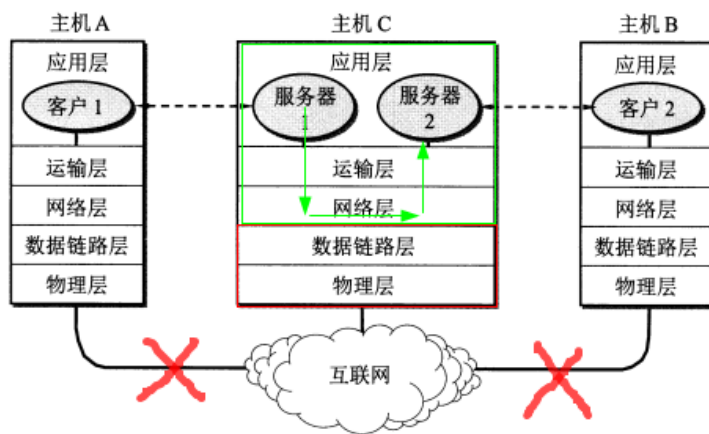 主机 A
主机 C
主机 B
应用层
应用层
应用层
客户 1
服务器
1
服务器
2
客户 2
运输层
运输层
运输层
网络层
网络层
网络层
数据链路层
数据链路层
数据链路层
物理层
物理层
物理层
互联网